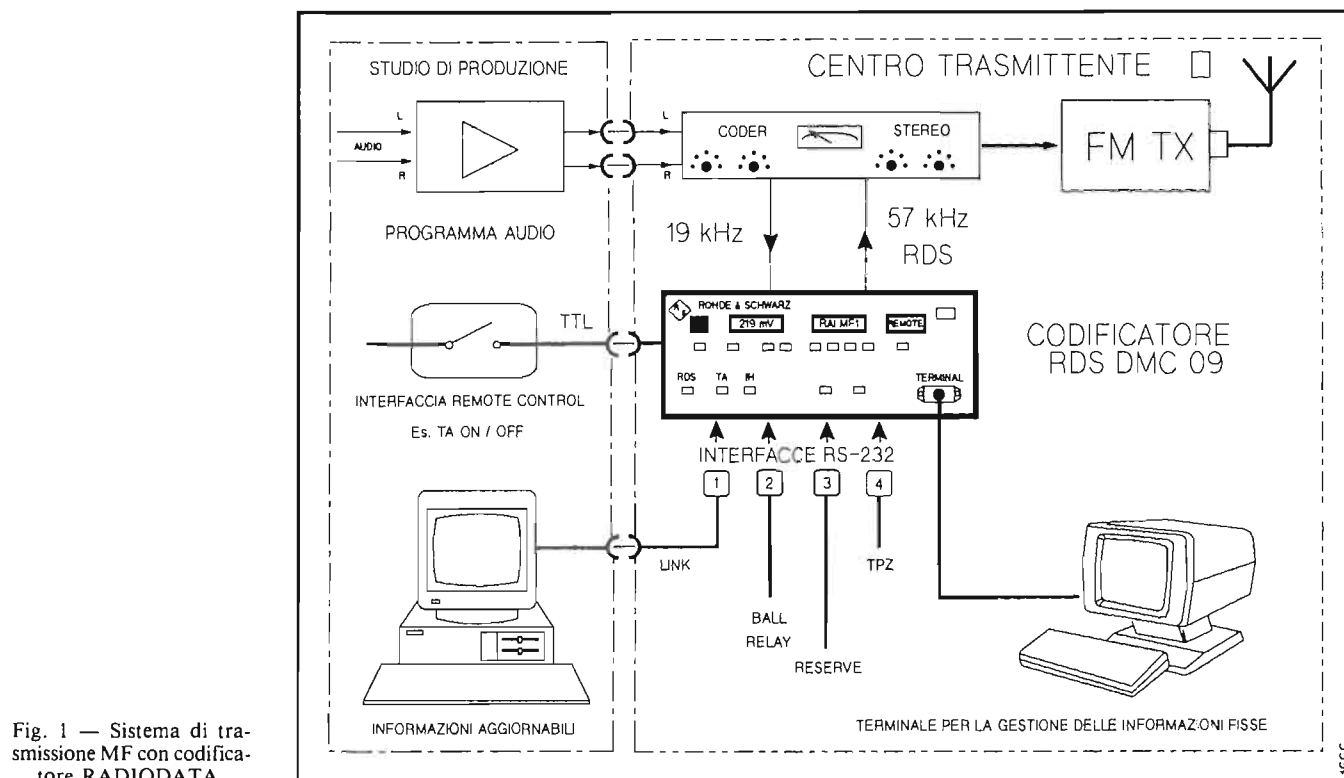 STUDIO DI PRODUZIONE
L
AUDIO
R
PROGRAMMA AUDIO
TTL
INTERFACCIA REMOTE CONTROL
Es. TA ON / OFF
INFORMAZIONI AGGIORNABILI
CENTRO TRASMITTENTE
L
R
CODER
STEREO
FM TX
19 kHz
57 kHz
RDS
ROHDE & SCHWARZ
219 mV
RAI MF1
REMOTE
RDS
TA
TERMINAL
CODIFICATORE
RDS DMC 09
INTERFACCE RS-232
1
2
3
4
LINK
BALL
RELAY
RESERVE
TPZ
TERMINALE PER LA GESTIONE DELLE INFORMAZIONI FISSE
Fig. 1 — Sistema di tra-
smissione MF con codifica-
tore RADIODATA